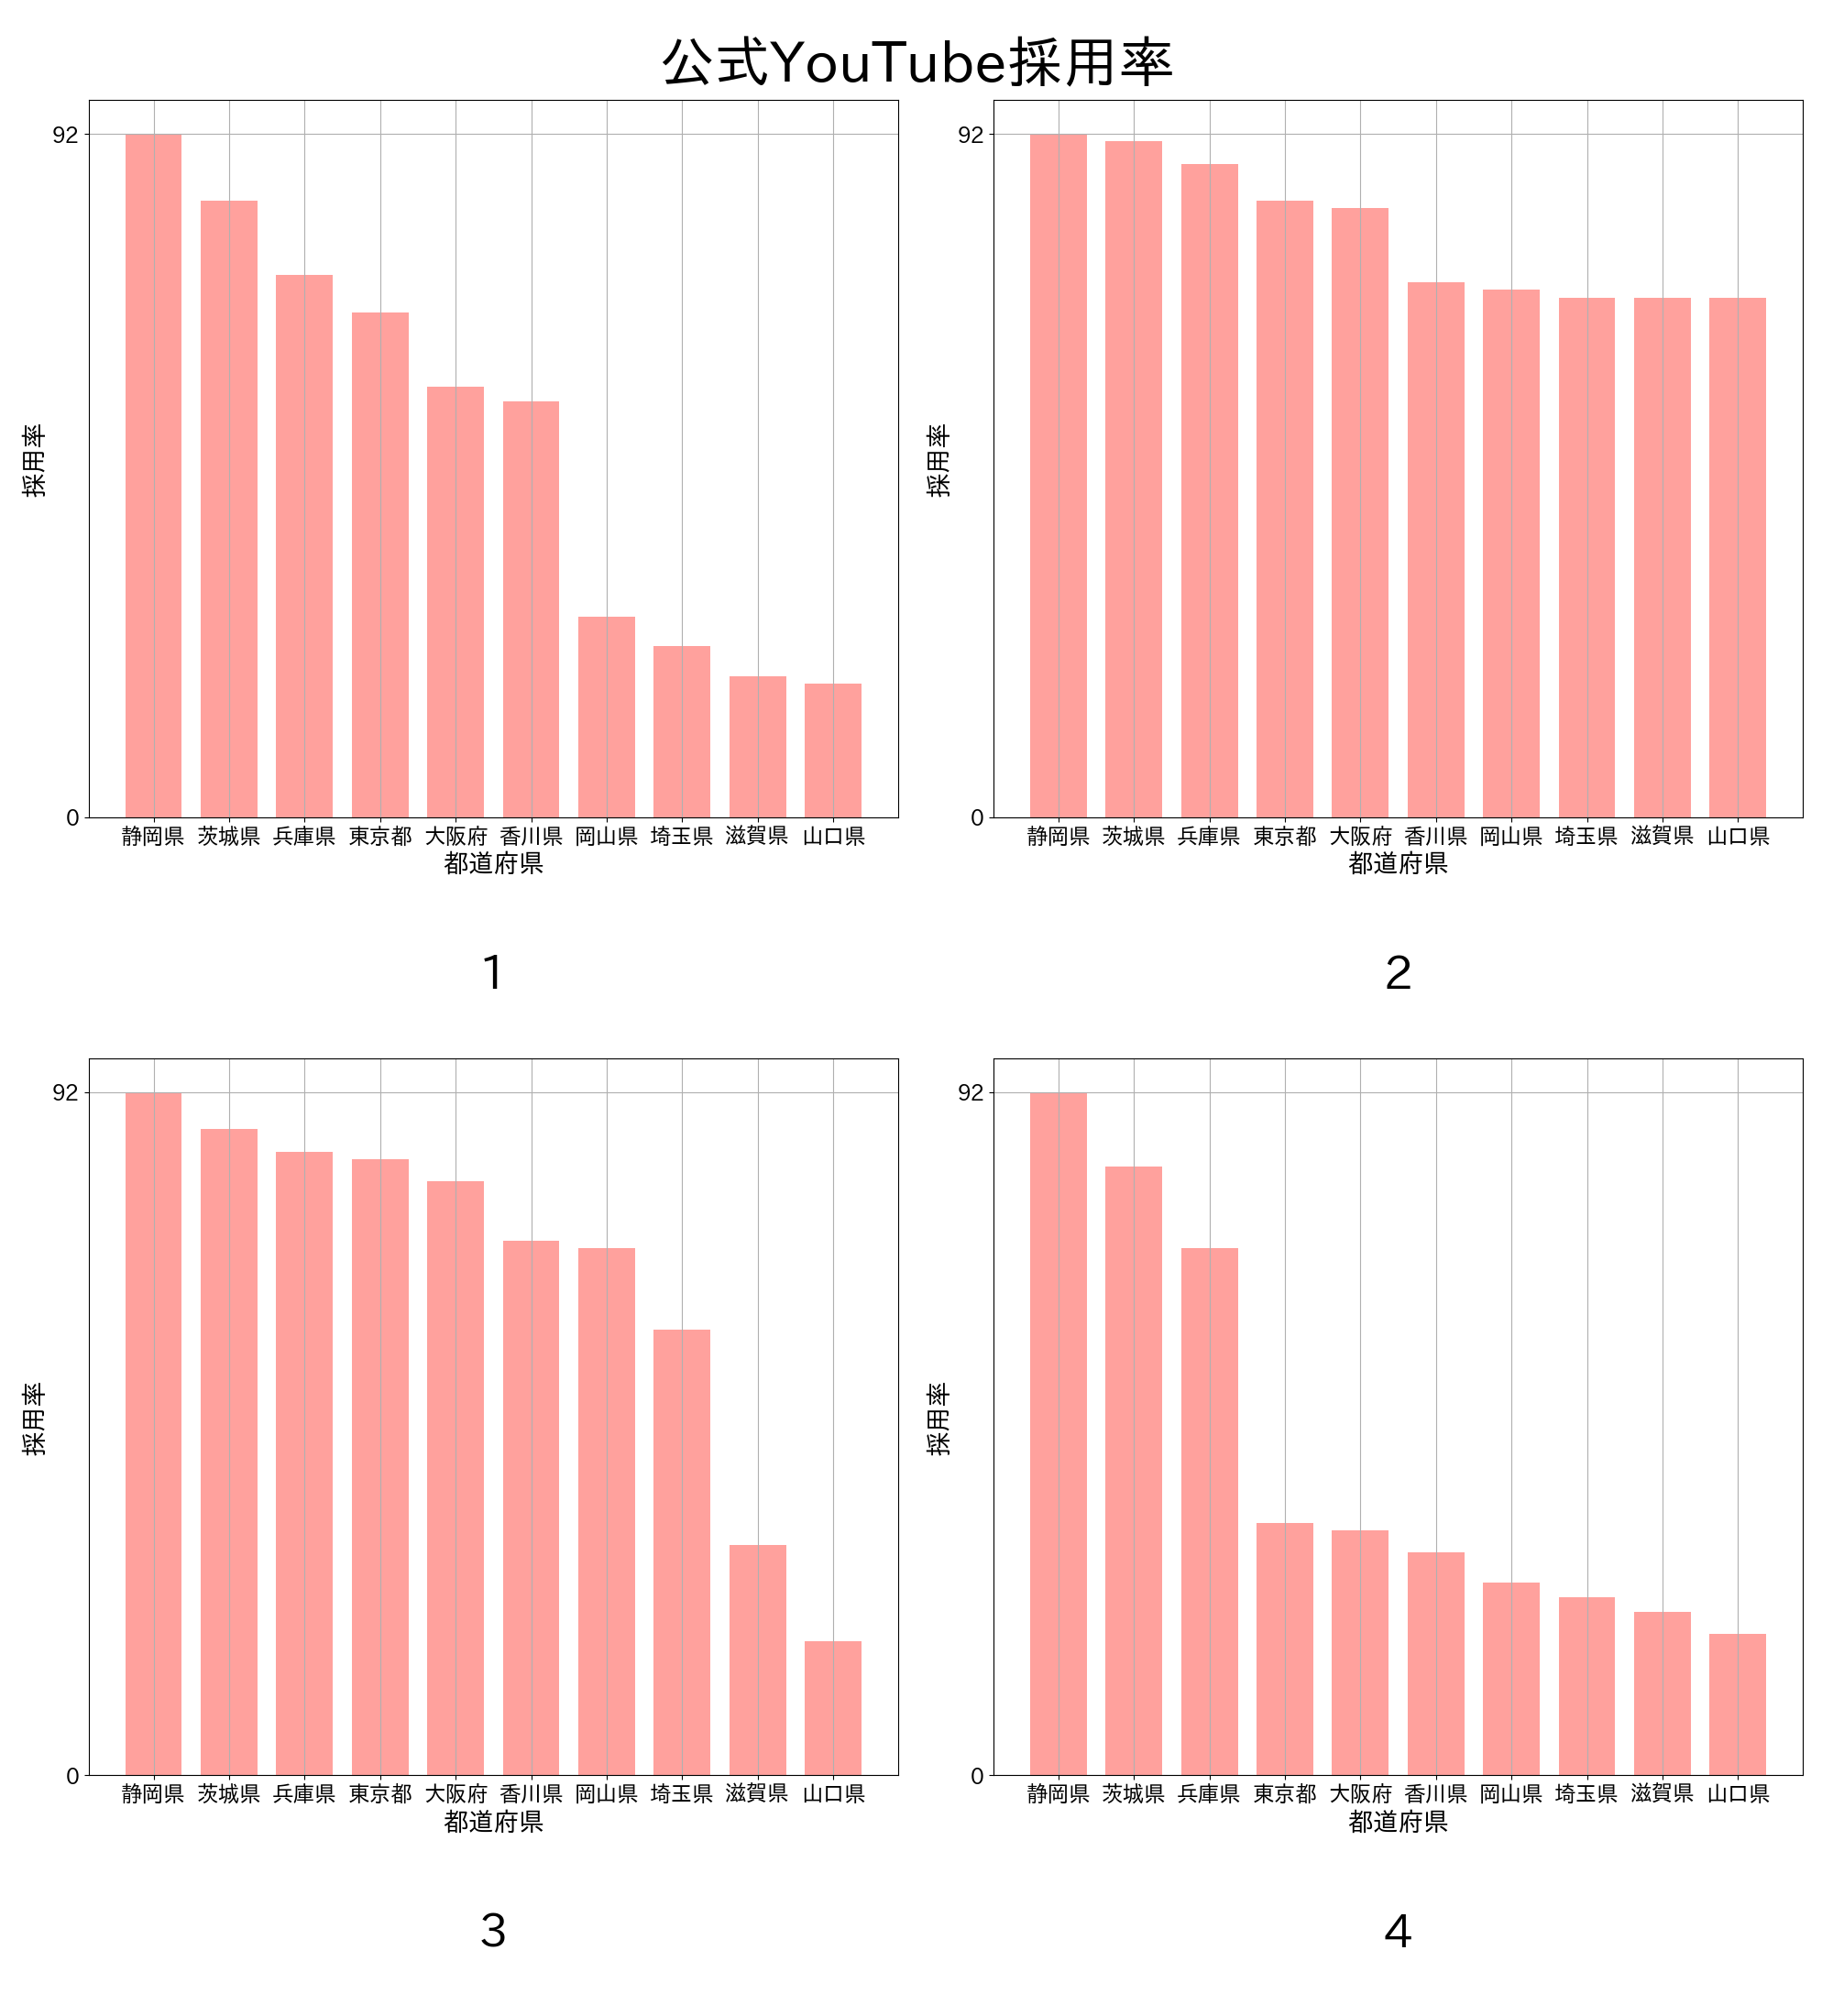 公式YouTube採用率
92
0
採用率
静岡県 茨城県 兵庫県 東京都 大阪府 香川県 岡山県 埼玉県 滋賀県 山口県
都道府県
1
92
0
採用率
静岡県 茨城県 兵庫県 東京都 大阪府 香川県 岡山県 埼玉県 滋賀県 山口県
都道府県
2
92
0
採用率
静岡県 茨城県 兵庫県 東京都 大阪府 香川県 岡山県 埼玉県 滋賀県 山口県
都道府県
3
92
0
採用率
静岡県 茨城県 兵庫県 東京都 大阪府 香川県 岡山県 埼玉県 滋賀県 山口県
都道府県
4